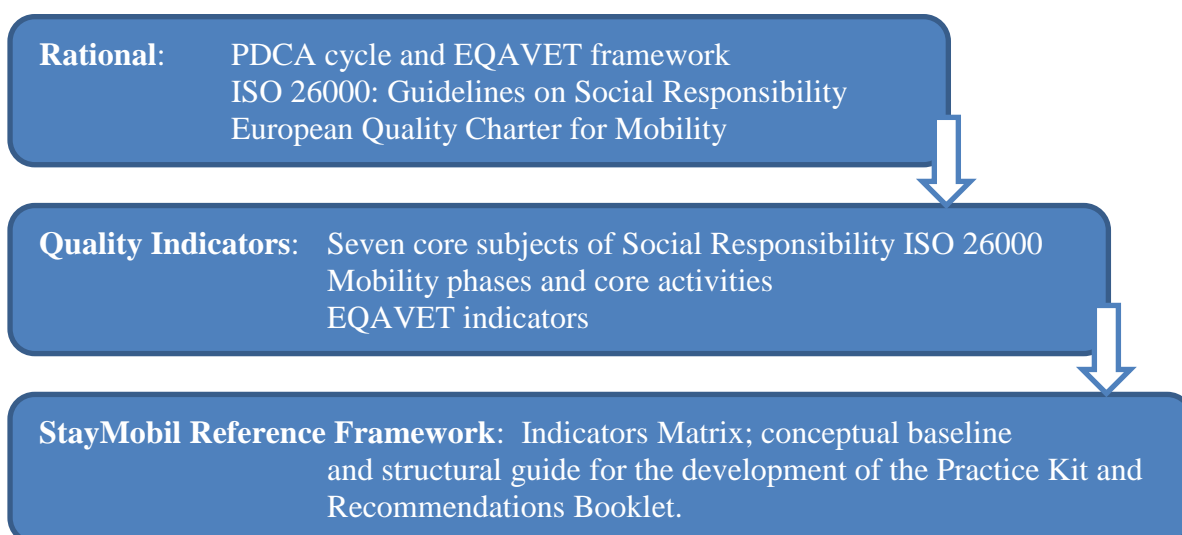 Rational: PDCA cycle and EQAVET framework
ISO 26000: Guidelines on Social Responsibility
European Quality Charter for Mobility
Quality Indicators: Seven core subjects of Social Responsibility ISO 26000
Mobility phases and core activities
EQAVET indicators
StayMobil Reference Framework: Indicators Matrix; conceptual baseline
and structural guide for the development of the Practice Kit and
Recommendations Booklet.